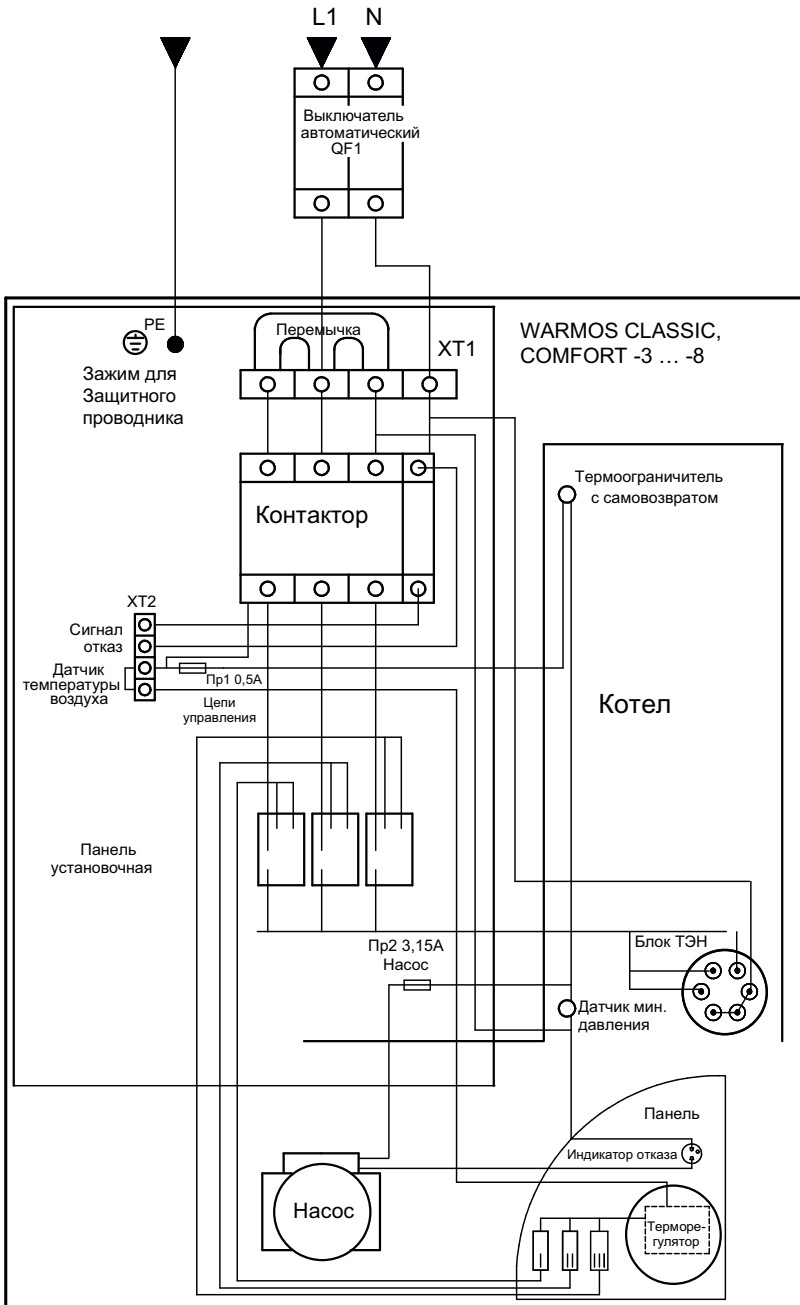 L1 N
Выключатель
автоматический
QF1
PE
Зажим для
Защитного
проводника
Перемычка
XT1
WARMOS CLASSIC,
COMFORT -3 ... -8
Контактор
Термоограничитель
с самовозвратом
XT2
Сигнал
отказ
Датчик
температуры
воздуха
Пр1 0,5А
Цепи
управления
Котел
Панель
установочная
Пр2 3,15А
Насос
Блок ТЭН
Датчик мин.
давления
Панель
Индикатор отказа
Насос
Терморе-
гулятор